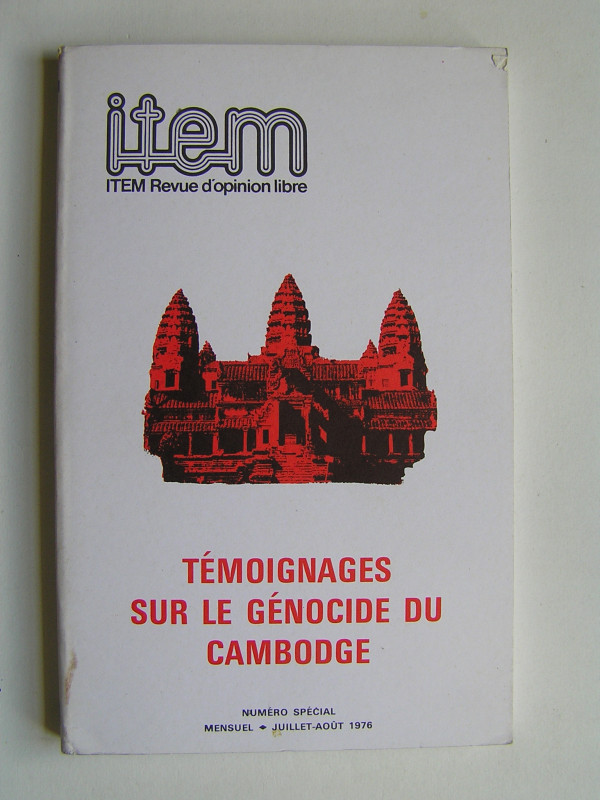 item
ITEM Revue d'opinion libre
TÉMOIGNAGES
SUR LE GÉNOCIDE DU
CAMBODGE
NUMÉRO SPÉCIAL
MENSUEL JUILLET-AOÛT 1976